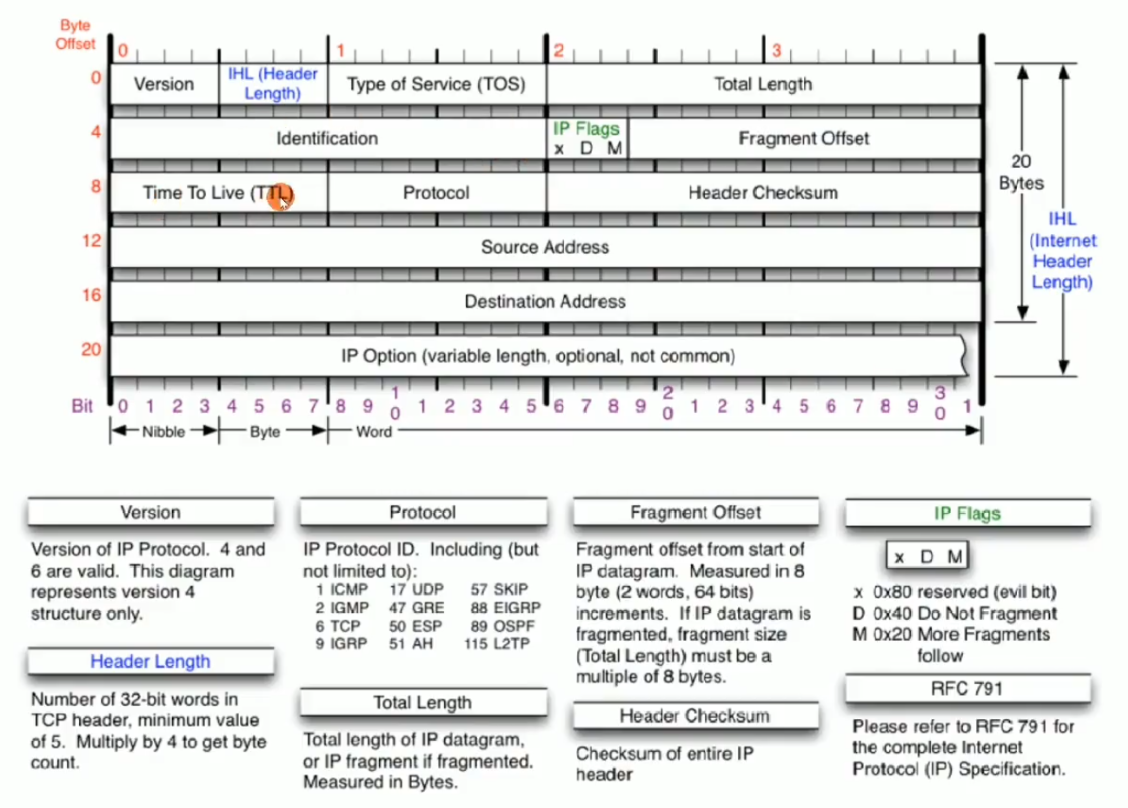 Byte
Offset
0 1 2 3
0 Version IHL (Header Length) Type of Service (TOS) Total Length
4 Identification IP Flags x D M Fragment Offset
8 Time To Live (TTL) Protocol Header Checksum
12 Source Address
16 Destination Address
20 IP Option (variable length, optional, not common)
20
Bytes
IHL
(Internet
Header
Length)
Bit 0 1 2 3 4 5 6 7 8 9 10 1 2 3 4 5 6 7 8 9 20 1 2 3 4 5 6 7 8 9 30 1
Nibble Byte Word
Version
Version of IP Protocol. 4 and
6 are valid. This diagram
represents version 4
structure only.
Header Length
Number of 32-bit words in
TCP header, minimum value
of 5. Multiply by 4 to get byte
count.
Protocol
IP Protocol ID. Including (but
not limited to):
1 ICMP 17 UDP 57 SKIP
2 IGMP 47 GRE 88 EIGRP
6 TCP 50 ESP 89 OSPF
9 IGRP 51 AH 115 L2TP
Total Length
Total length of IP datagram,
or IP fragment if fragmented.
Measured in Bytes.
Fragment Offset
Fragment offset from start of
IP datagram. Measured in 8
byte (2 words, 64 bits)
increments. If IP datagram is
fragmented, fragment size
(Total Length) must be a
multiple of 8 bytes.
Header Checksum
Checksum of entire IP
header
IP Flags
x D M
x 0x80 reserved (evil bit)
D 0x40 Do Not Fragment
M 0x20 More Fragments
follow
RFC 791
Please refer to RFC 791 for
the complete Internet
Protocol (IP) Specification.